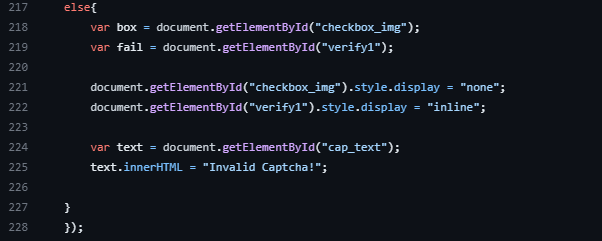 217 else{
218 var box = document.getElementById("checkbox_img");
219 var fail = document.getElementById("verify1");
220
221 document.getElementById("checkbox_img").style.display = "none";
222 document.getElementById("verify1").style.display = "inline";
223
224 var text = document.getElementById("cap_text");
225 text.innerHTML = "Invalid Captcha!";
226
227 }
228 });